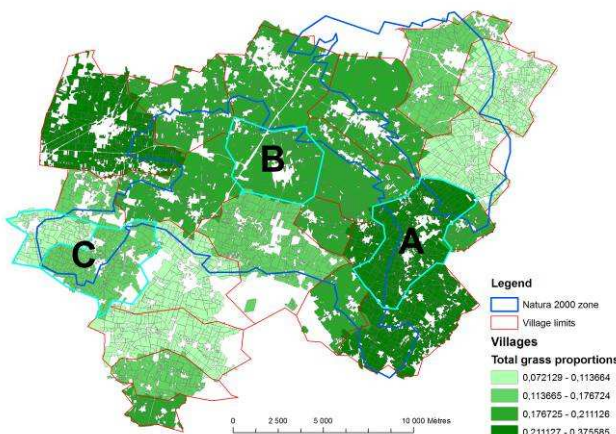 B
A
C
Legend
Natura 2000 zone
Village limits
Villages
Total grass proportions
0,072129 - 0,113664
0,113665 - 0,176724
0,176725 - 0,211126
0,211127 - 0,375585
0 2 500 5 000 10 000 Mètres